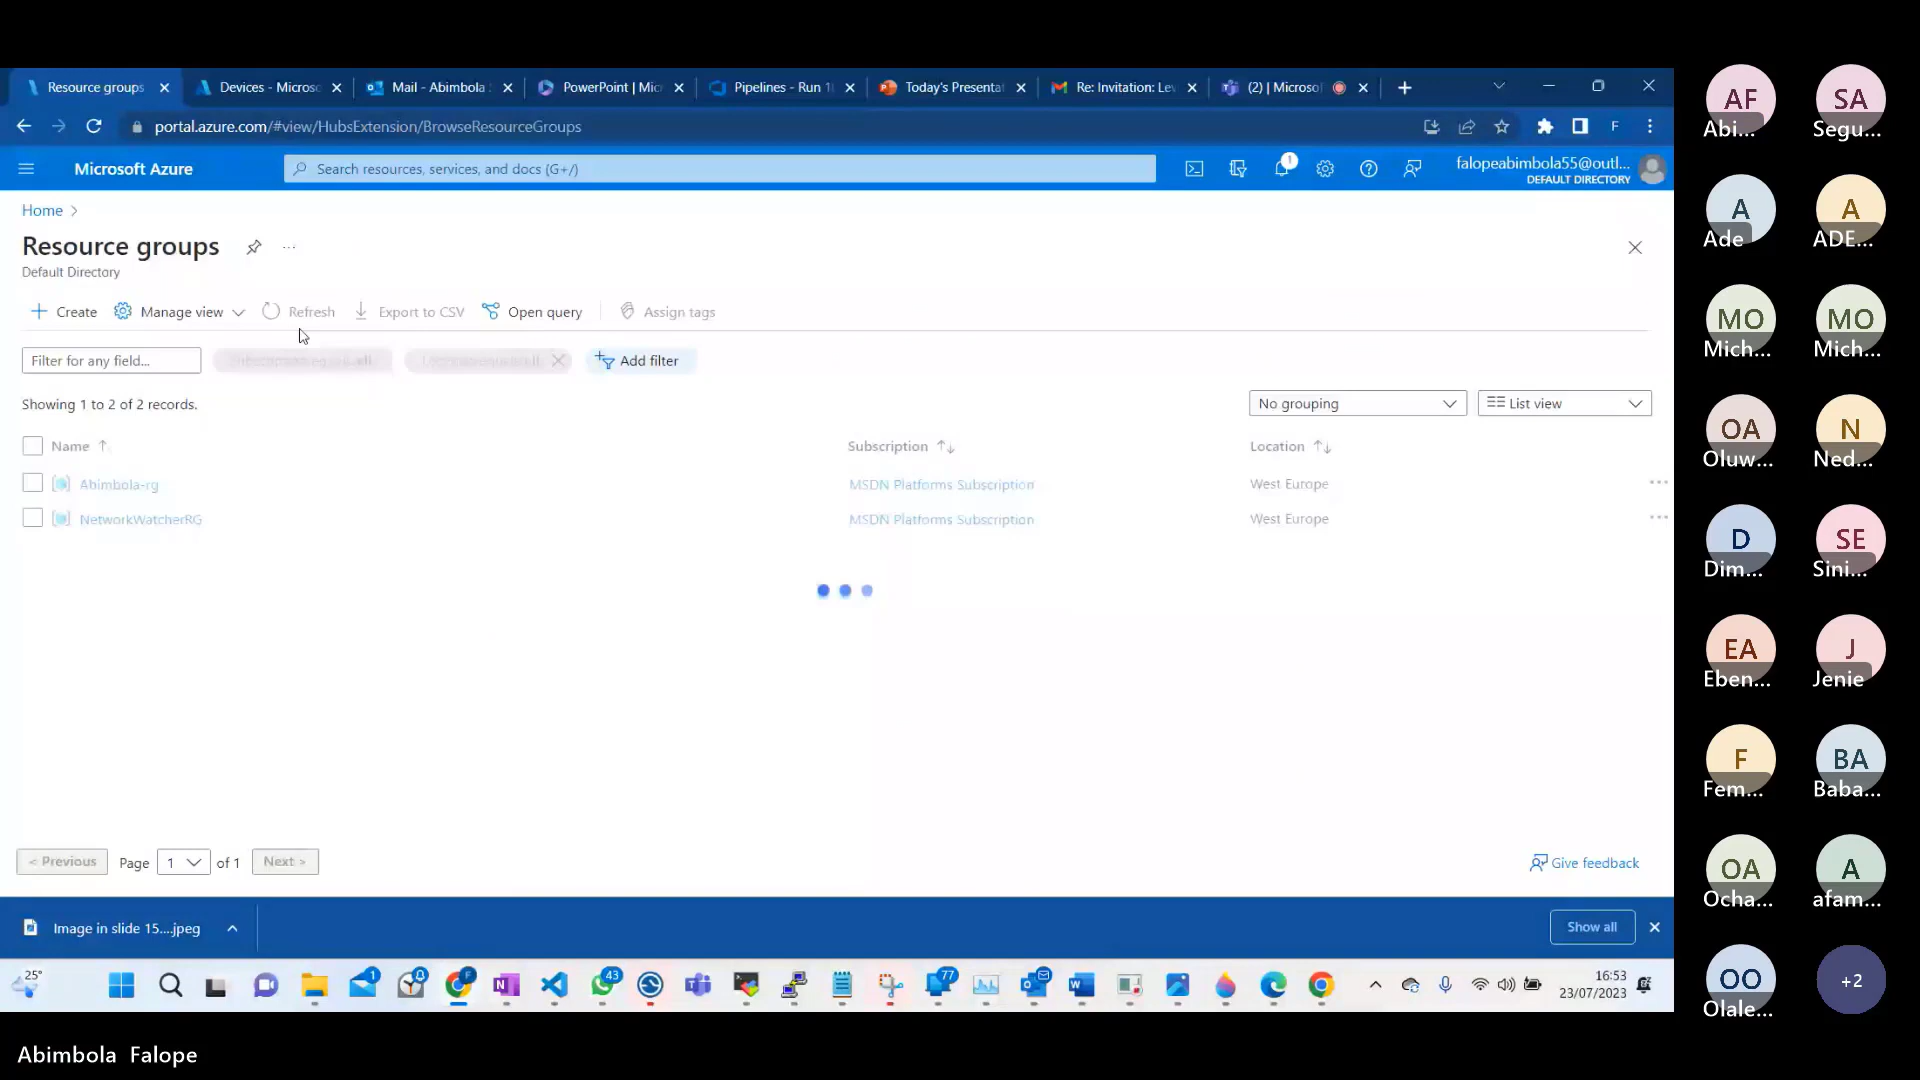 Resource groups
Devices - Microsc
Mail - Abimbola
PowerPoint | Mic
Pipelines - Run 1
Today's Presentat
Re: Invitation: Lev
(2) | Microsof
portal.azure.com/#view/HubsExtension/BrowseResourceGroups
F
Microsoft Azure
Search resources, services, and docs (G+/)
1
falopeabimbola55@outl...
DEFAULT DIRECTORY
Home
Resource groups
...
Default Directory
Create
Manage view
Refresh
Export to CSV
Open query
Assign tags
Filter for any field...
Add filter
Showing 1 to 2 of 2 records.
No grouping
List view
Name
Subscription
Location
Abimbola-rg
MSDN Platforms Subscription
West Europe
NetworkWatcherRG
MSDN Platforms Subscription
West Europe
< Previous
Page
1
of 1
Next >
Give feedback
Image in slide 15....jpeg
Show all
25°
1
F
43
77
16:53
23/07/2023
Abimbola Falope
AF
Abi...
SA
Segu...
A
Ade
A
ADE...
MO
Mich...
MO
Mich...
OA
Oluw...
N
Ned...
D
Dim...
SE
Sini...
EA
Eben...
J
Jenie
F
Fem...
BA
Baba...
OA
Ocha...
A
afam...
OO
Olale...
+2